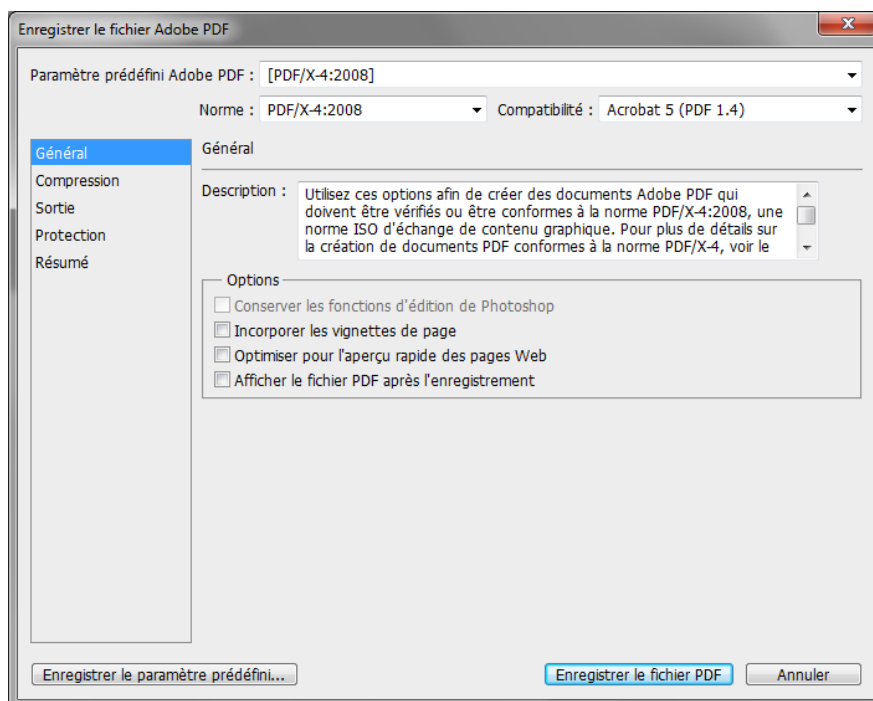 Enregistrer le fichier Adobe PDF
Paramètre prédéfini Adobe PDF : [PDF/X-4:2008]
Norme : PDF/X-4:2008 Compatibilité : Acrobat 5 (PDF 1.4)
Général
Compression
Sortie
Protection
Résumé
Général
Description : Utilisez ces options afin de créer des documents Adobe PDF qui
doivent être vérifiés ou être conformes à la norme PDF/X-4:2008, une
norme ISO d'échange de contenu graphique. Pour plus de détails sur
la création de documents PDF conformes à la norme PDF/X-4, voir le
Options
Conserver les fonctions d'édition de Photoshop
Incorporer les vignettes de page
Optimiser pour l'aperçu rapide des pages Web
Afficher le fichier PDF après l'enregistrement
Enregistrer le paramètre prédéfini... Enregistrer le fichier PDF Annuler